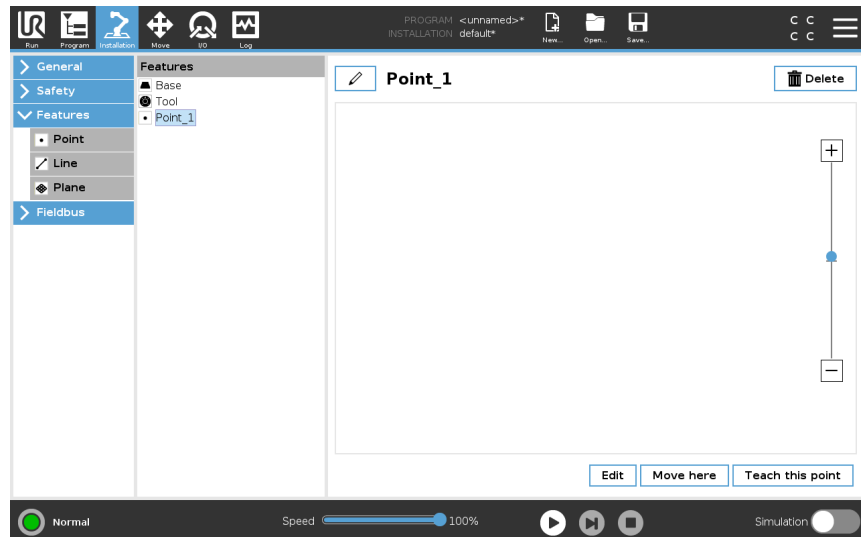 PROGRAM <unnamed>*
INSTALLATION default*
Run Program Installation Move I/O Log New... Open... Save...
C C
C C
General
Safety
Features
Point
Line
Plane
Fieldbus
Features
Base
Tool
Point_1
Point_1
Delete
Edit Move here Teach this point
Normal Speed 100% Simulation